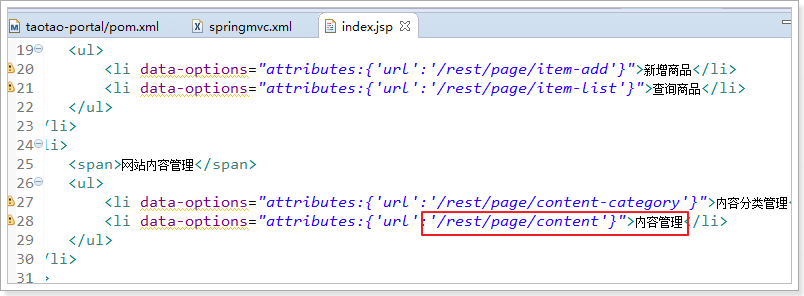 taotao-portal/pom.xml springmvc.xml index.jsp
19 <ul>
20 <li data-options="attributes:{'url':'/rest/page/item-add'}">新增商品</li>
21 <li data-options="attributes:{'url':'/rest/page/item-list'}">查询商品</li>
22 </ul>
23 /li>
24 li>
25 <span>网站内容管理</span>
26 <ul>
27 <li data-options="attributes:{'url':'/rest/page/content-category'}">内容分类管理<
28 <li data-options="attributes:{'url':'/rest/page/content'}">内容管理</li>
29 </ul>
30 /li>
31 >